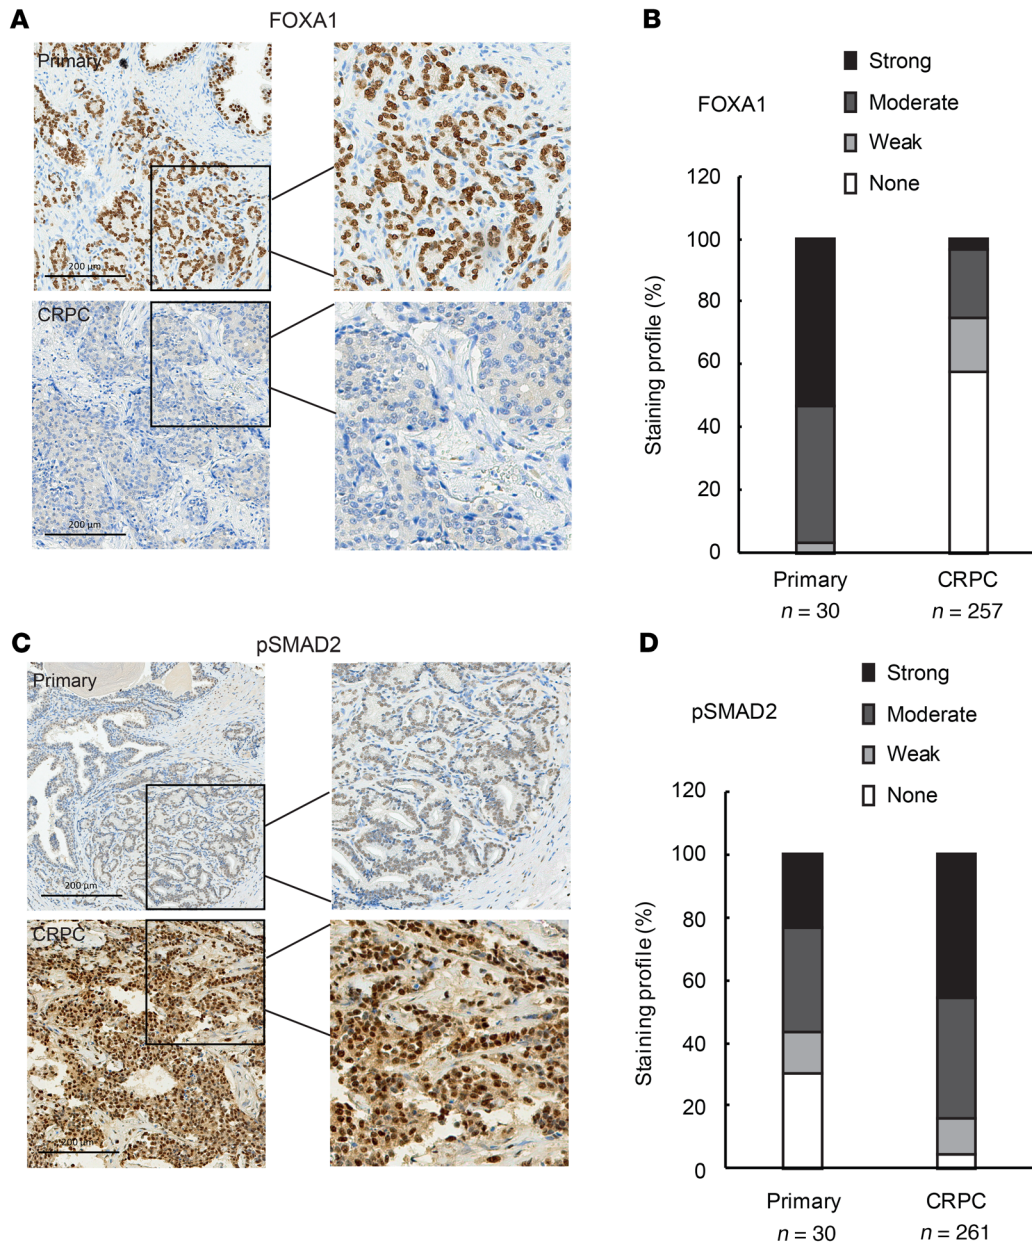 A
FOXA1
Primary
200 µm
CRPC
200 µm
B
Strong
Moderate
Weak
None
FOXA1
120
100
80
60
40
20
0
Staining profile (%)
Primary
CRPC
n = 30
n = 257
C
pSMAD2
Primary
200 µm
CRPC
200 µm
D
Strong
Moderate
Weak
None
pSMAD2
120
100
80
60
40
20
0
Staining profile (%)
Primary
CRPC
n = 30
n = 261